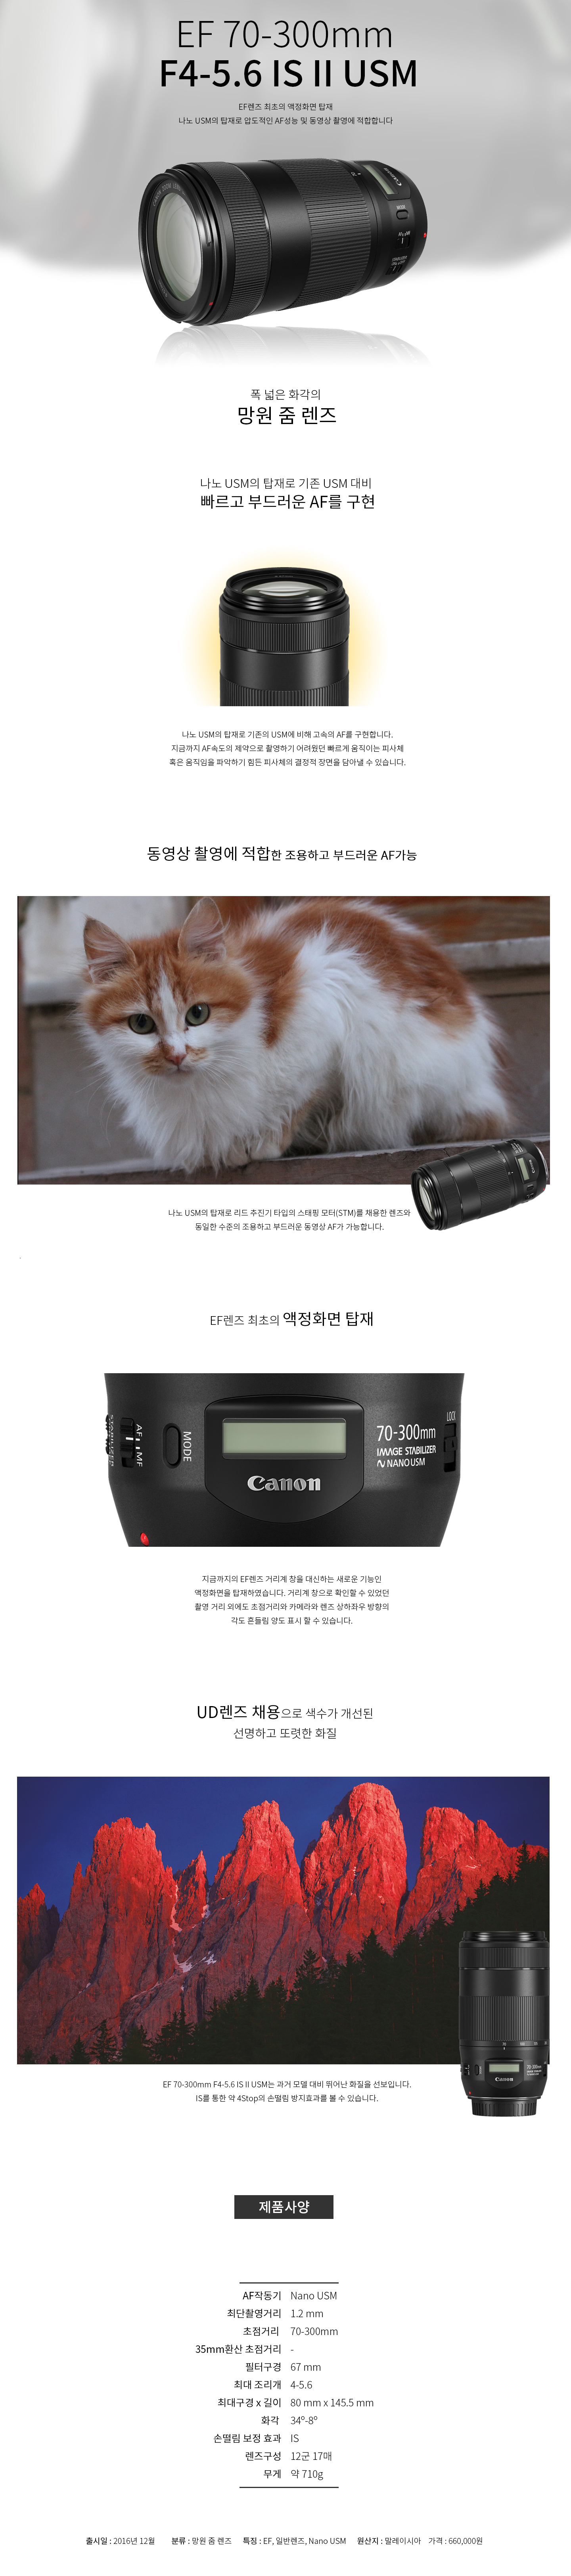 EF 70-300mm
F4-5.6 IS II USM
EF렌즈 최초의 액정화면 탑재
나노 USM의 탑재로 압도적인 AF성능 및 동영상 촬영에 적합합니다
MODE
폭 넓은 화각의
망원 줌 렌즈
나노 USM의 탑재로 기존 USM 대비
빠르고 부드러운 AF를 구현
나노 USM의 탑재로 기존의 USM에 비해 고속의 AF를 구현합니다.
지금까지 AF속도의 제약으로 촬영하기 어려웠던 빠르게 움직이는 피사체
혹은 움직임을 파악하기 힘든 피사체의 결정적 장면을 담아낼 수 있습니다.
동영상 촬영에 적합한 조용하고 부드러운 AF가능
나노 USM의 탑재로 리드 추진기 타입의 스태핑 모터(STM)를 채용한 렌즈와
동일한 수준의 조용하고 부드러운 동영상 AF가 가능합니다.
EF렌즈 최초의 액정화면 탑재
AF MF
MODE
Canon
70-300mm
IMAGE STABILIZER
NANO USM
LOCK
지금까지의 EF렌즈 거리계 창을 대신하는 새로운 기능인
액정화면을 탑재하였습니다. 거리계 창으로 확인할 수 있었던
촬영 거리 외에도 초점거리와 카메라와 렌즈 상하좌우 방향의
각도 흔들림 양도 표시 할 수 있습니다.
UD렌즈 채용으로 색수가 개선된
선명하고 또렷한 화질
Canon
EF 70-300mm F4-5.6 IS II USM는 과거 모델 대비 뛰어난 화질을 선보입니다.
IS를 통한 약 4Stop의 손떨림 방지효과를 볼 수 있습니다.
제품사양
AF작동기 Nano USM
최단촬영거리 1.2 mm
초점거리 70-300mm
35mm환산 초점거리 -
필터구경 67 mm
최대 조리개 4-5.6
최대구경 x 길이 80 mm x 145.5 mm
화각 34º-8º
손떨림 보정 효과 IS
렌즈구성 12군 17매
무게 약 710g
출시일 : 2016년 12월 분류 : 망원 줌 렌즈 특징 : EF, 일반렌즈, Nano USM 원산지 : 말레이시아 가격 : 660,000원